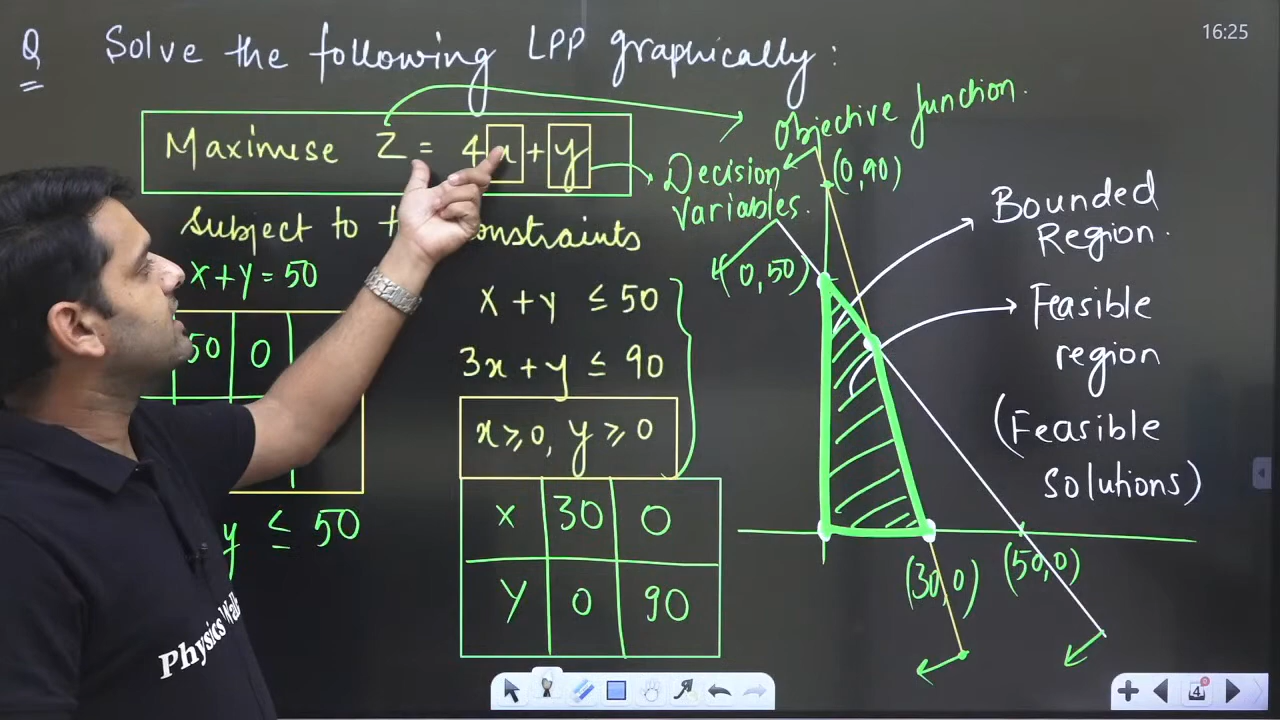 Q Solve the following LPP graphically :
16:25
Maximise Z = 4x + y
Objective function.
Decision variables.
subject to constraints
x + y = 50
x + y ≤ 50
3x + y ≤ 90
x ≥ 0, y ≥ 0
50 0
y ≤ 50
x 30 0
y 0 90
(0,90)
(0,50)
(30,0)
(50,0)
Bounded
Region.
Feasible
region
(Feasible
solutions)
Physics
4